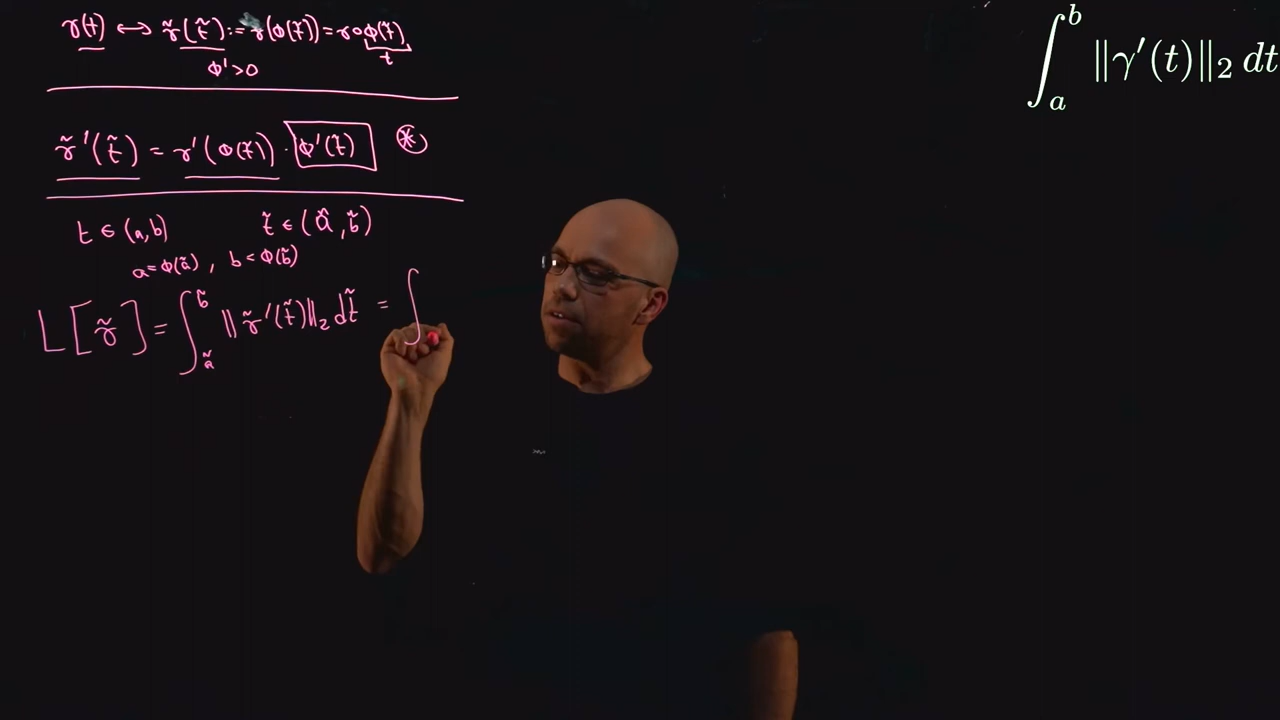 γ(t) ↔ γ̃(t̃) := γ(φ(t̃)) = γ∘φ(t̃)
t
φ' > 0
γ̃'(t̃) = γ'(φ(t̃)) · φ'(t̃) ⊛
t ∈ (a,b) t̃ ∈ (ã, b̃)
a = φ(ã), b = φ(b̃)
L[γ̃] = ∫_ã^b̃ ‖γ̃'(t̃)‖₂ dt̃ = ∫
∫_a^b ‖γ'(t)‖₂ dt